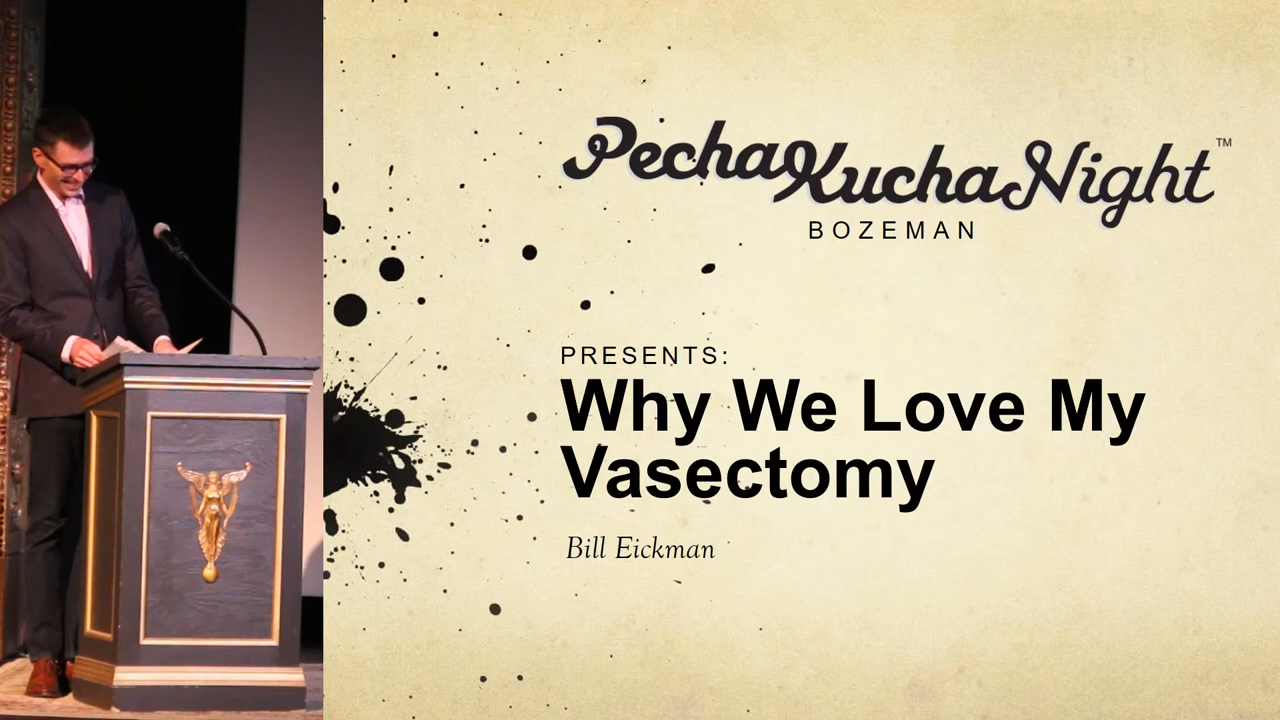 PechaKuchaNight™
BOZEMAN
PRESENTS:
Why We Love My
Vasectomy
Bill Eickman